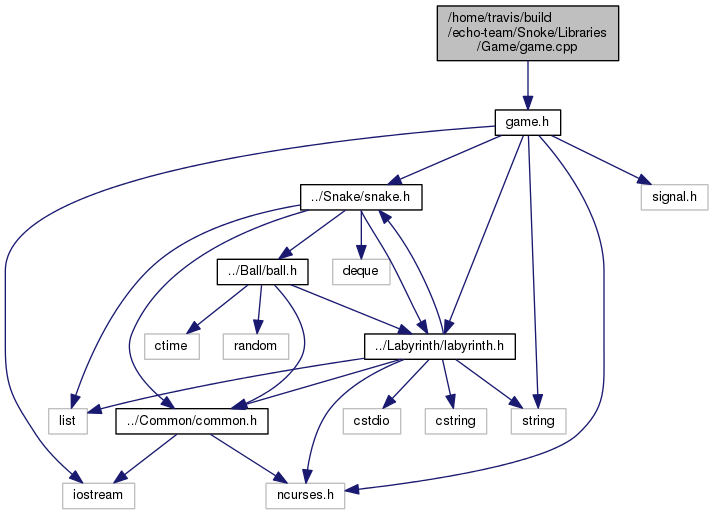 /home/travis/build
/echo-team/Snoke/Libraries
/Game/game.cpp
game.h
../Snake/snake.h
signal.h
../Ball/ball.h
deque
ctime
random
../Labyrinth/labyrinth.h
list
../Common/common.h
cstdio
cstring
string
iostream
ncurses.h